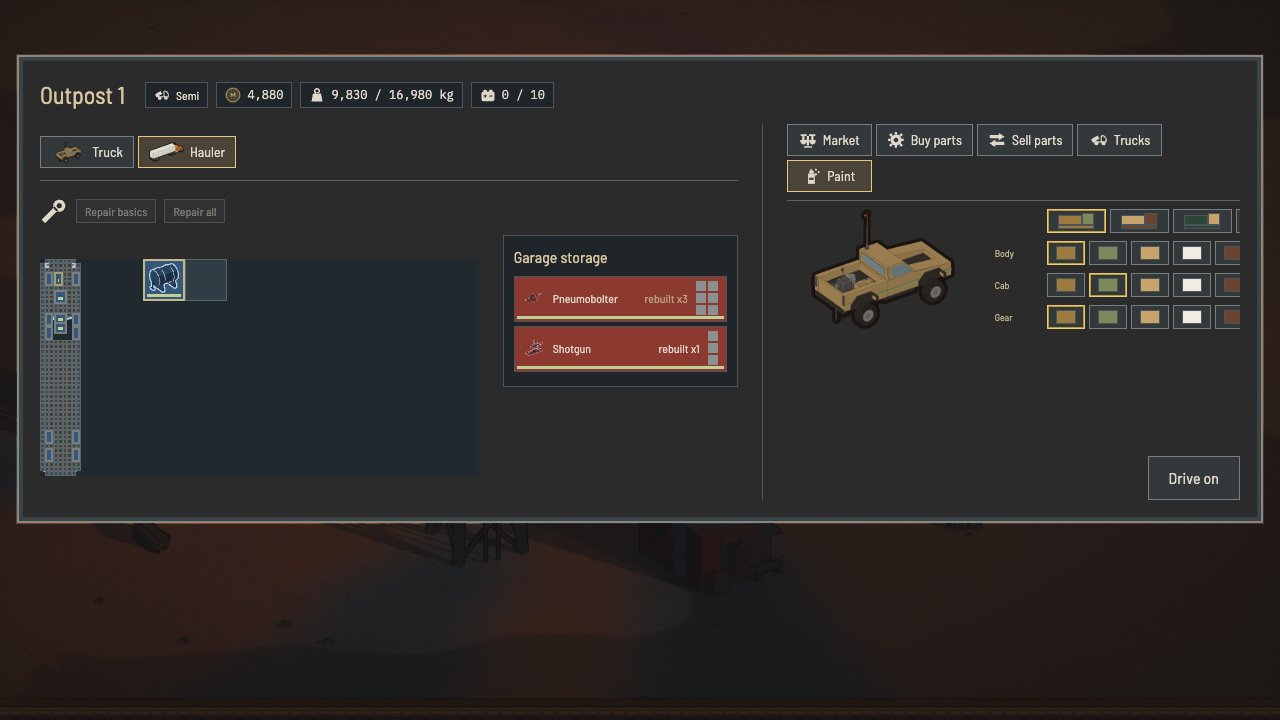 Outpost 1
Semi
4,880
9,830 / 16,980 kg
0 / 10
Truck
Hauler
Market
Buy parts
Sell parts
Trucks
Paint
Repair basics
Repair all
Garage storage
Pneumobolter
rebuilt x3
Shotgun
rebuilt x1
Body
Cab
Gear
Drive on